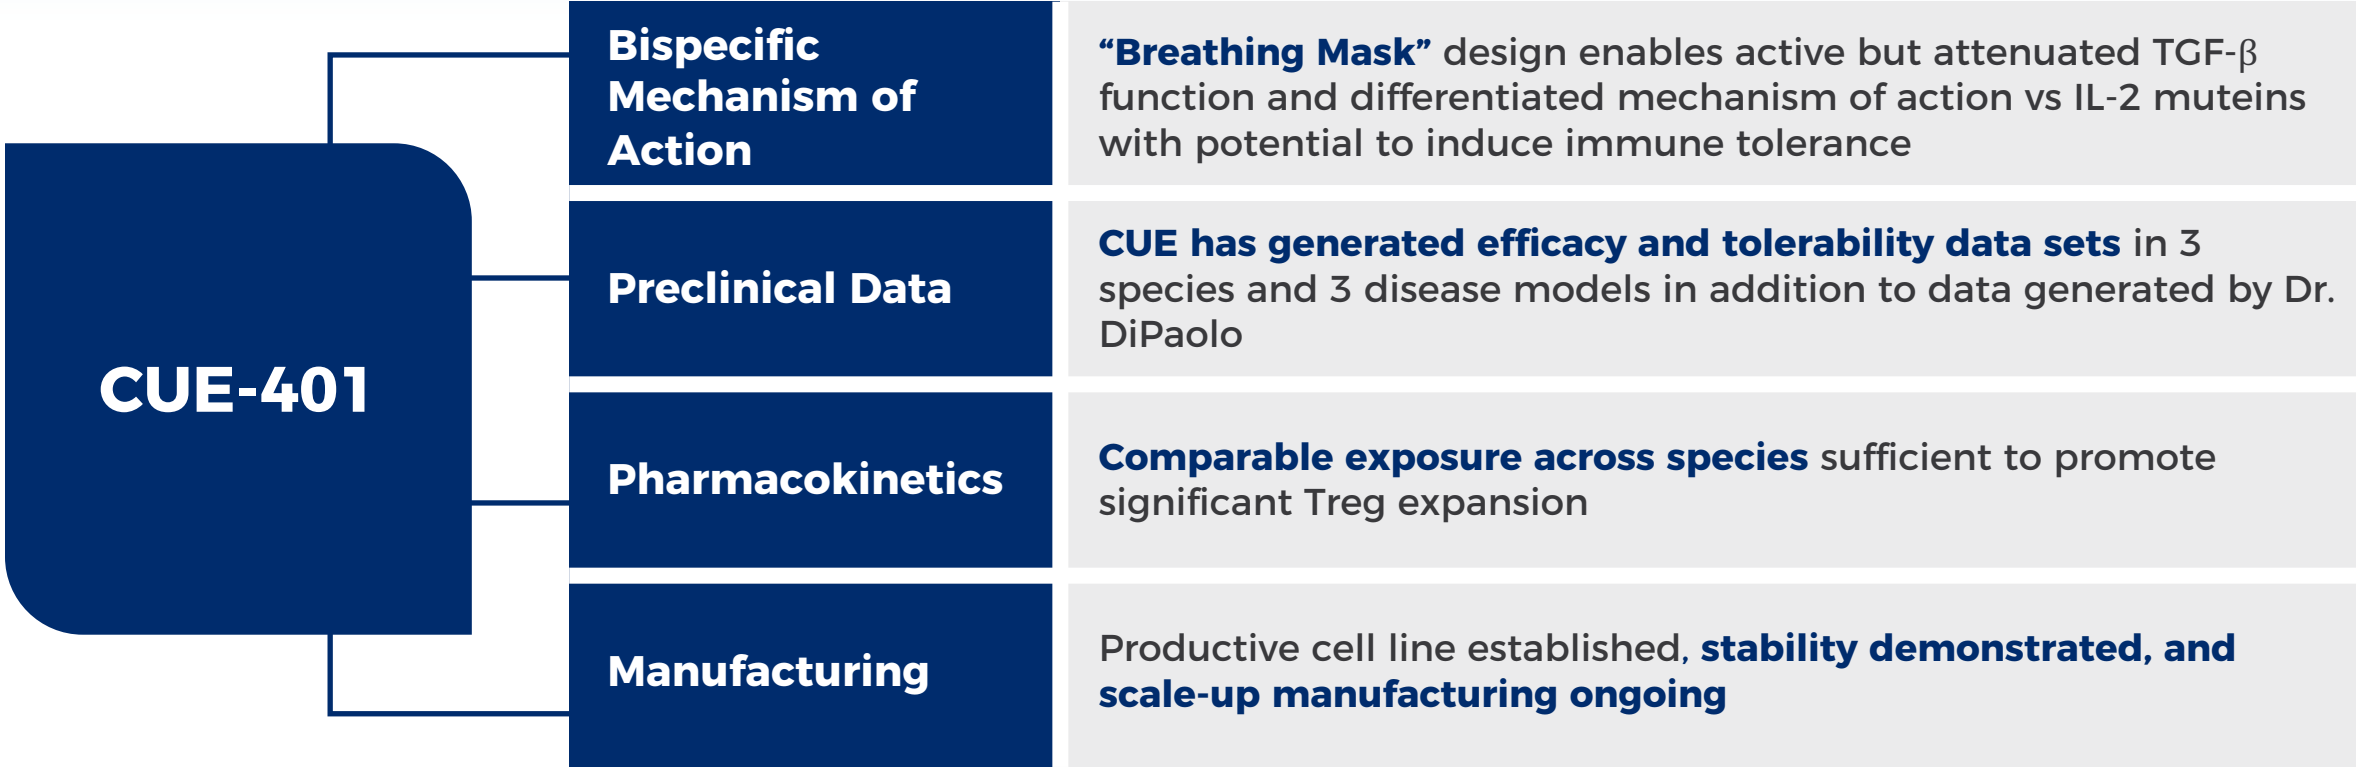 CUE-401
Bispecific
Mechanism of
Action
“Breathing Mask” design enables active but attenuated TGF-β
function and differentiated mechanism of action vs IL-2 muteins
with potential to induce immune tolerance
Preclinical Data
CUE has generated efficacy and tolerability data sets in 3
species and 3 disease models in addition to data generated by Dr.
DiPaolo
Pharmacokinetics
Comparable exposure across species sufficient to promote
significant Treg expansion
Manufacturing
Productive cell line established, stability demonstrated, and
scale-up manufacturing ongoing